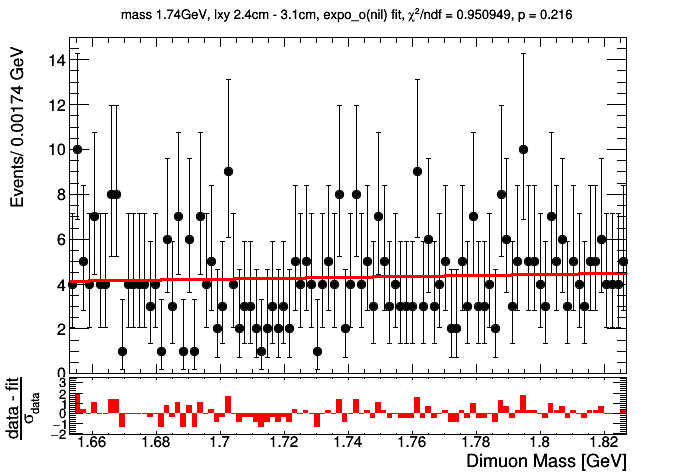 mass 1.74GeV, lxy 2.4cm - 3.1cm, expo_o(nil) fit, χ²/ndf = 0.950949, p = 0.216
Events/ 0.00174 GeV
14
12
10
8
6
4
2
0
data - fit
σdata
3
2
1
0
−1
−2
1.66 1.68 1.7 1.72 1.74 1.76 1.78 1.8 1.82
Dimuon Mass [GeV]